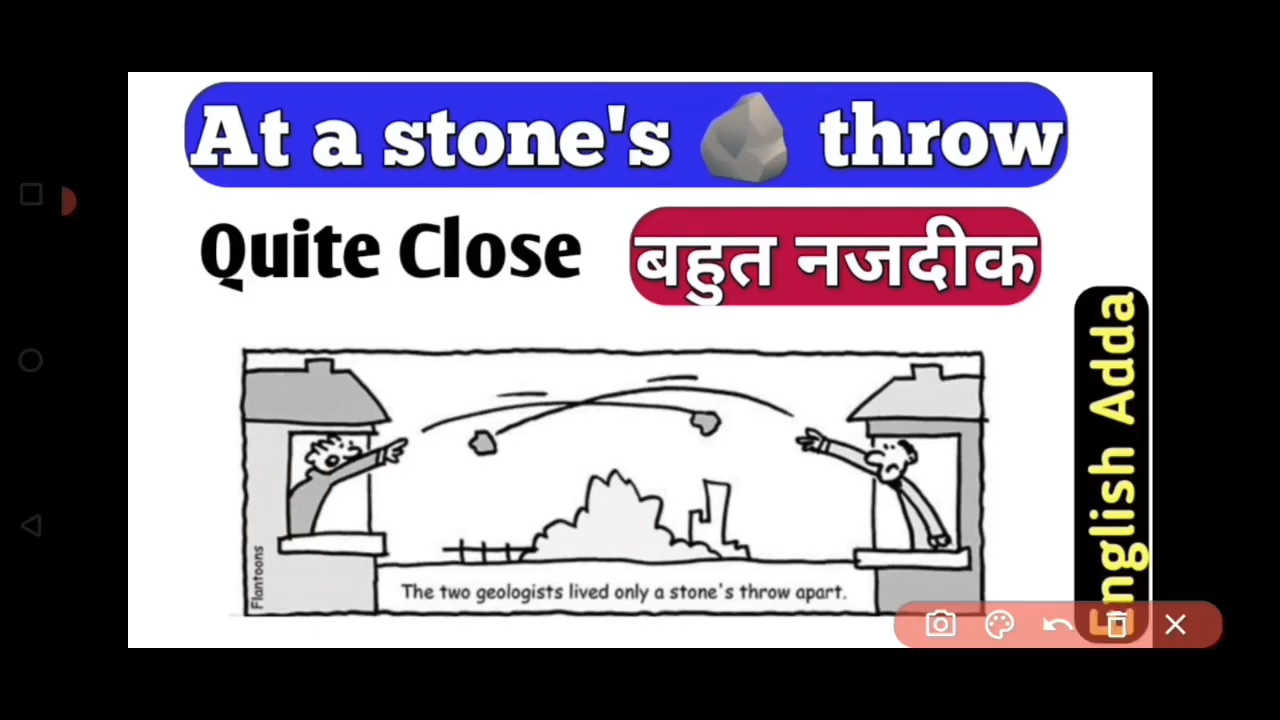 At a stone's throw
Quite Close
बहुत नजदीक
English Adda
Flantoons
The two geologists lived only a stone's throw apart.